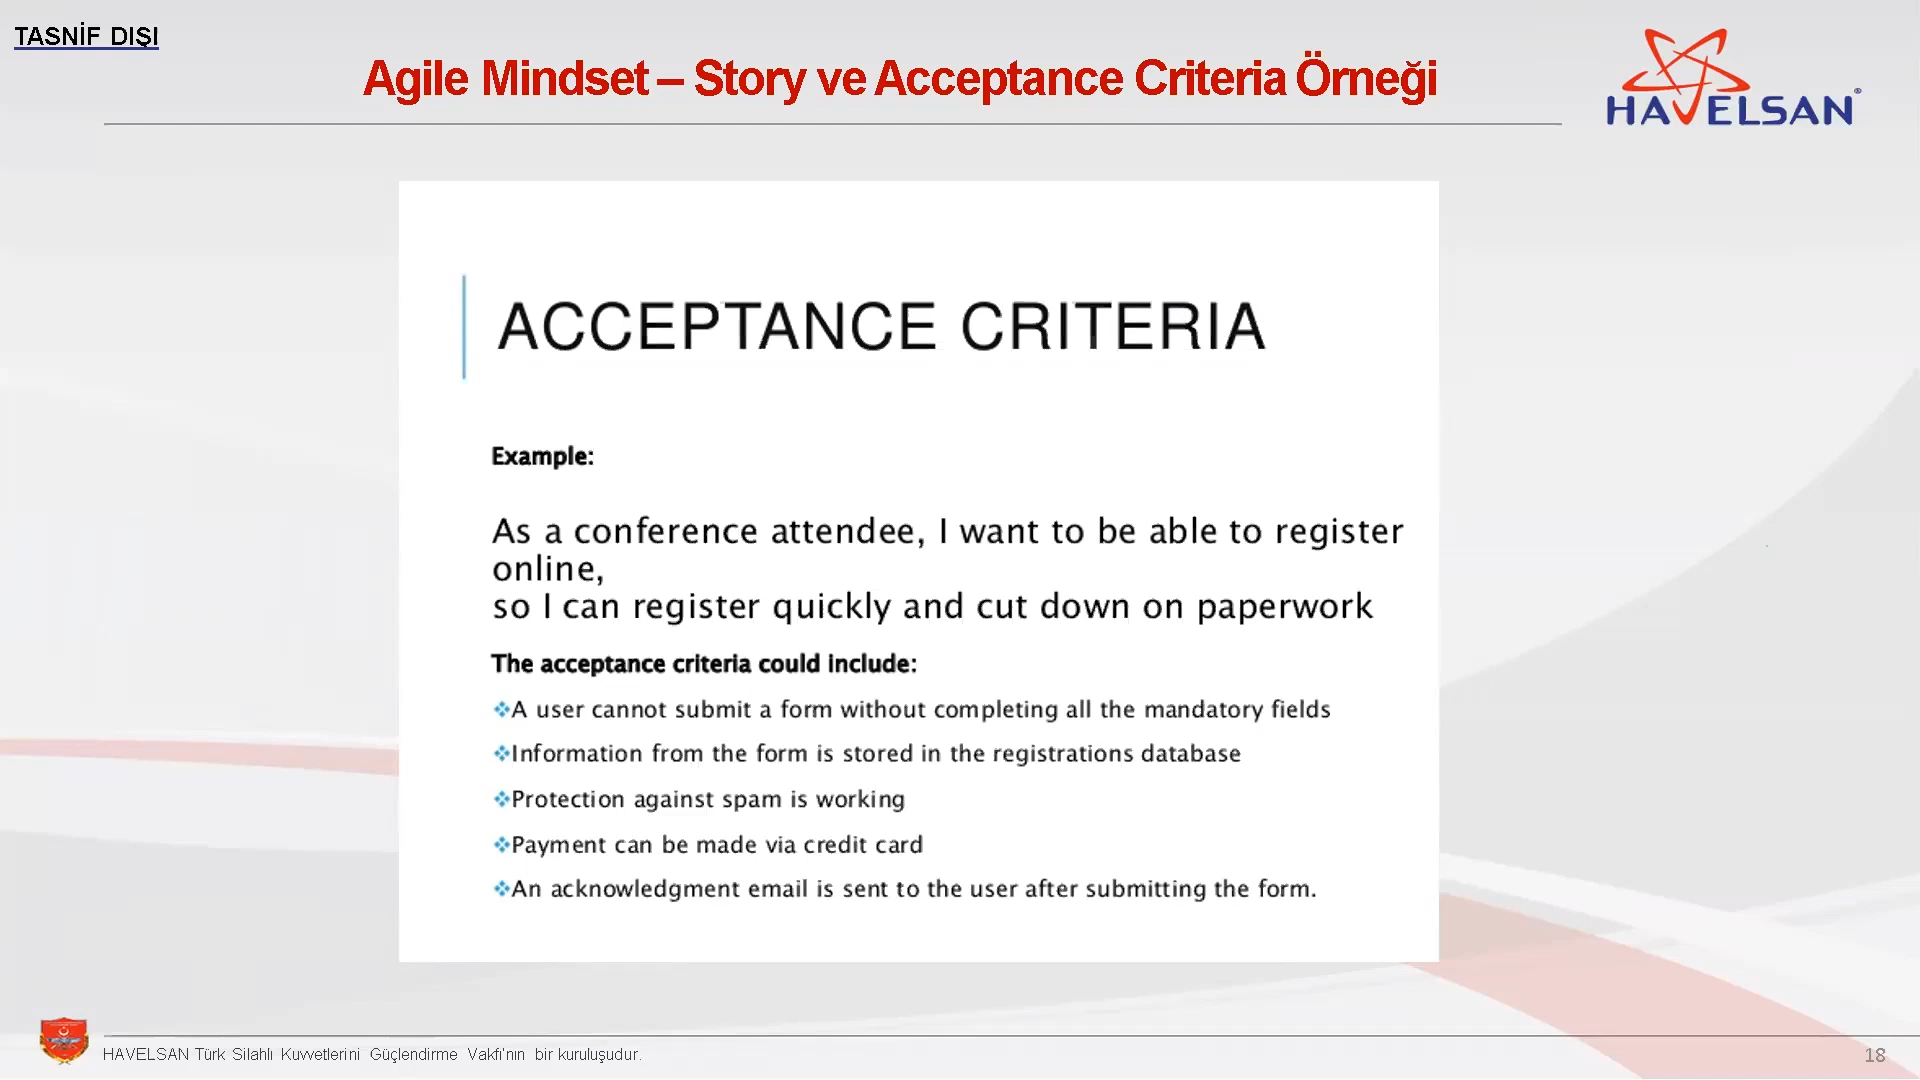 TASNİF DIŞI
Agile Mindset – Story ve Acceptance Criteria Örneği
HAVELSAN®
ACCEPTANCE CRITERIA
Example:
As a conference attendee, I want to be able to register
online,
so I can register quickly and cut down on paperwork
The acceptance criteria could include:
❖A user cannot submit a form without completing all the mandatory fields
❖Information from the form is stored in the registrations database
❖Protection against spam is working
❖Payment can be made via credit card
❖An acknowledgment email is sent to the user after submitting the form.
HAVELSAN Türk Silahlı Kuvvetlerini Güçlendirme Vakfı'nın bir kuruluşudur.
18